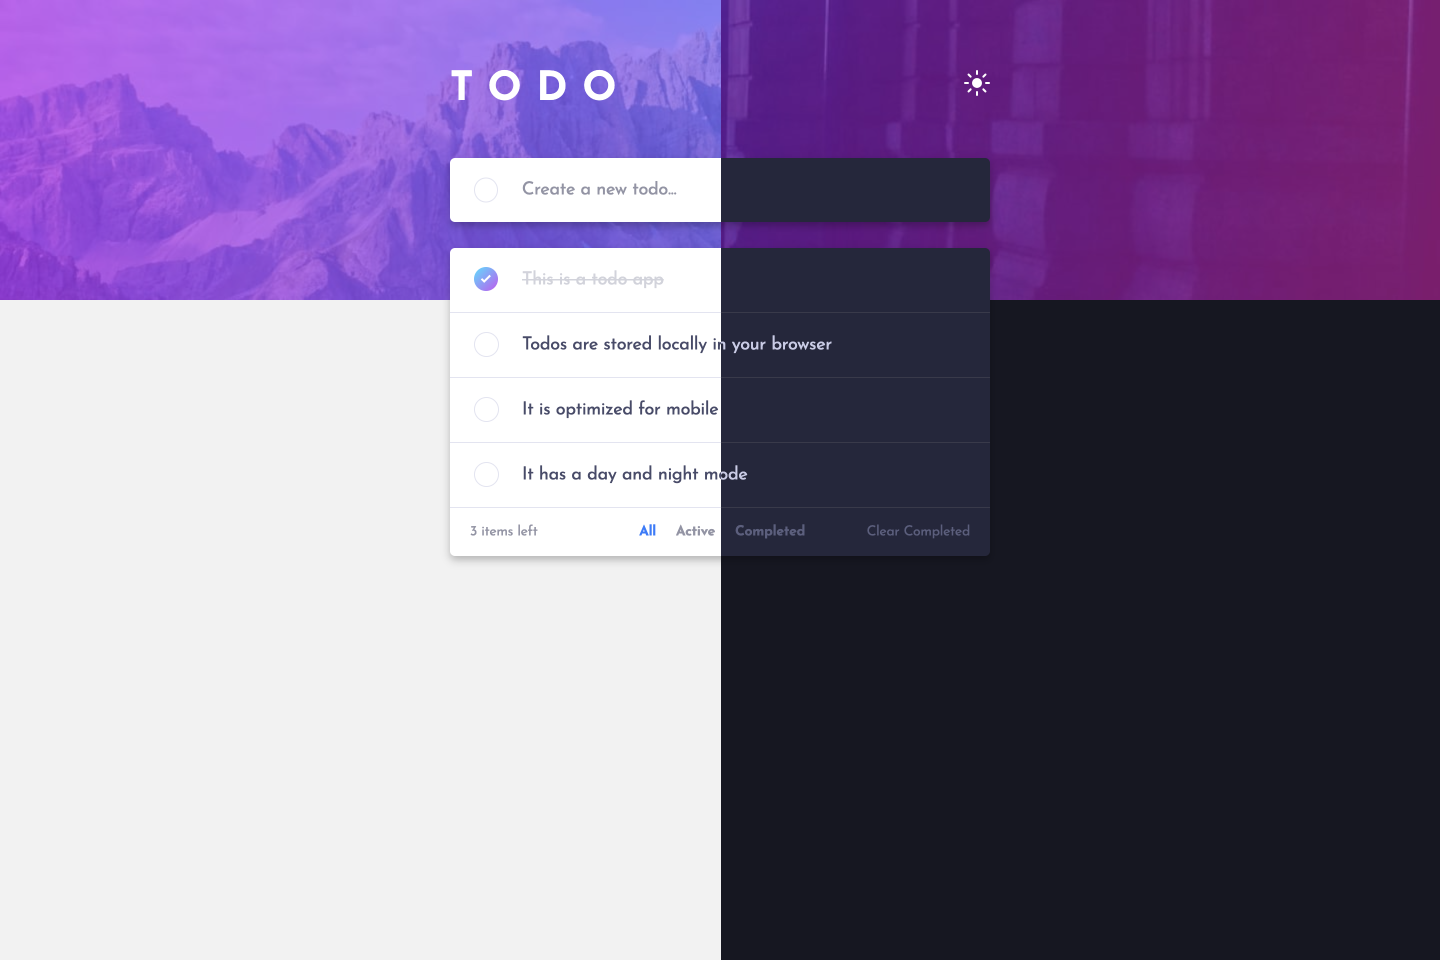 TODO
Create a new todo...
This is a todo app
Todos are stored locally in your browser
It is optimized for mobile
It has a day and night mode
3 items left All Active Completed Clear Completed